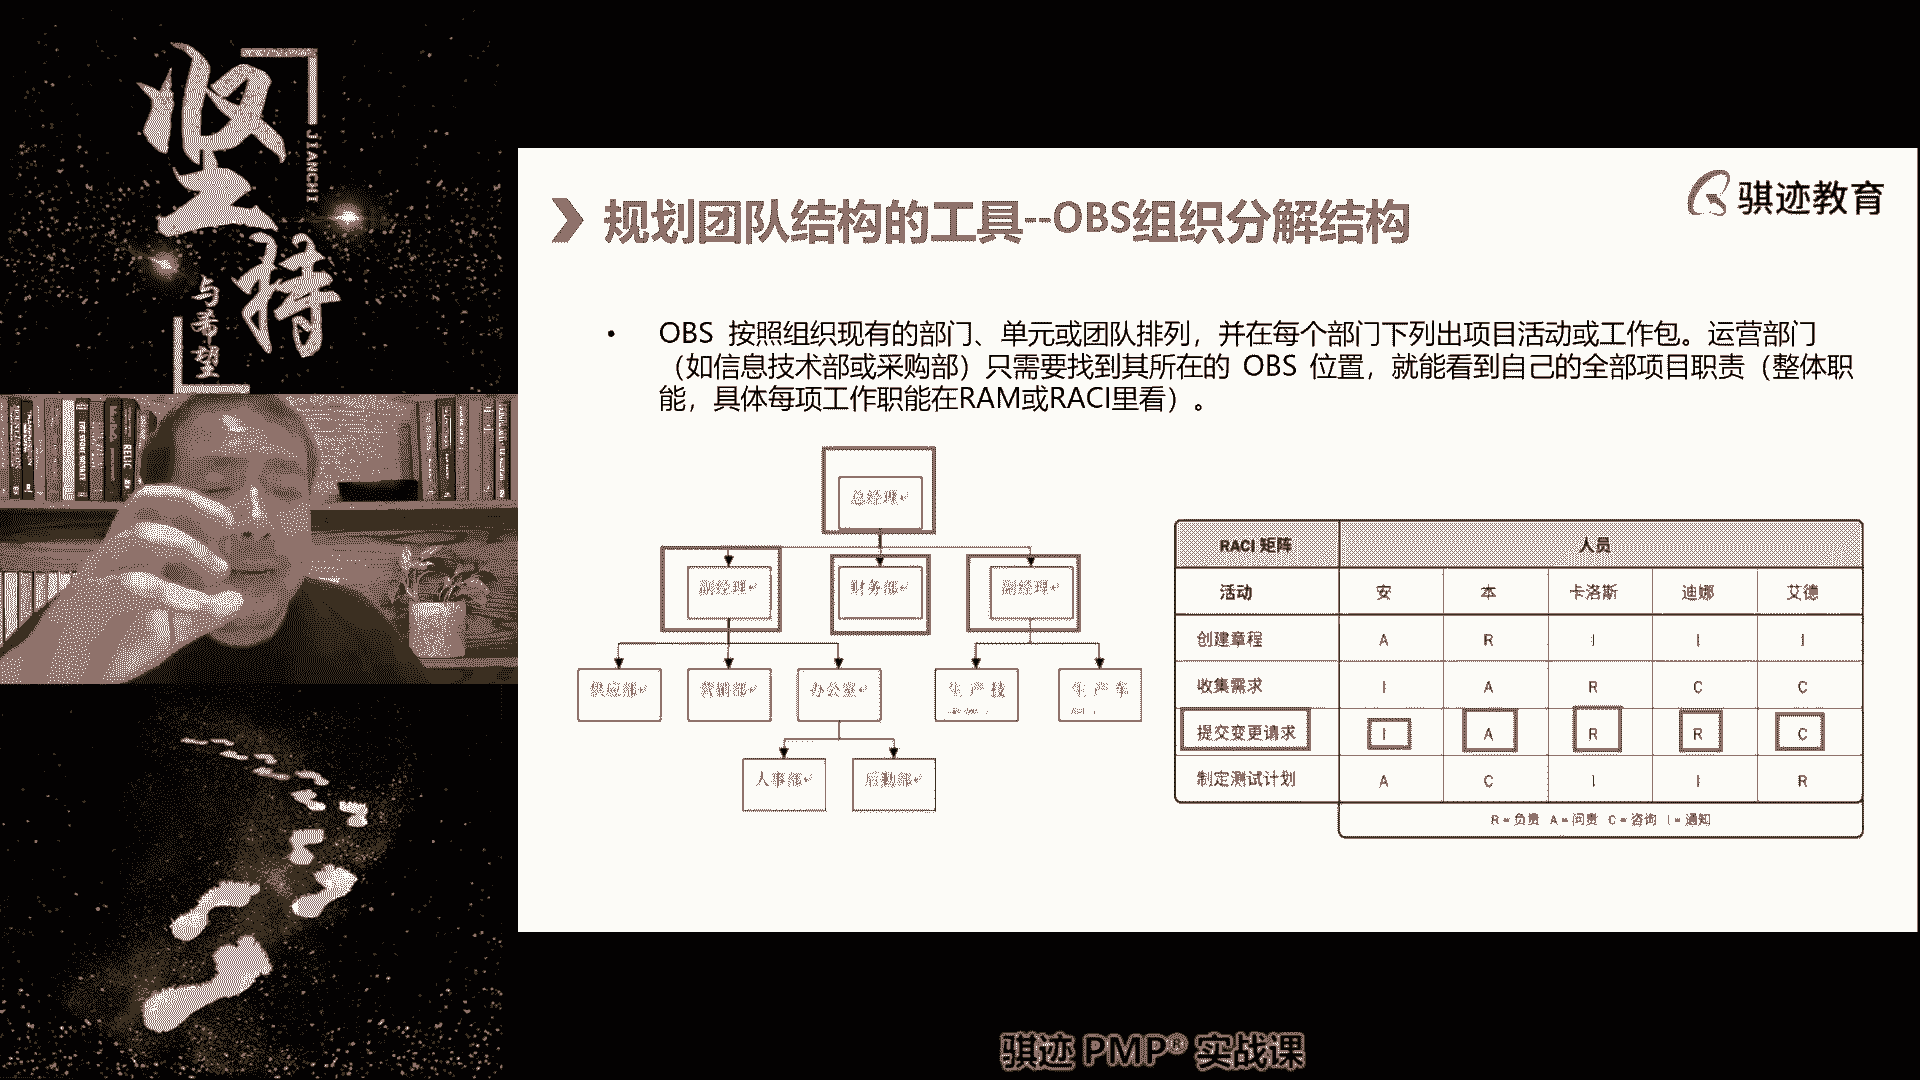 坚持
JIANCHI
与希望
RELIC
骐迹教育
规划团队结构的工具--OBS组织分解结构
• OBS 按照组织现有的部门、单元或团队排列，并在每个部门下列出项目活动或工作包。运营部门
（如信息技术部或采购部）只需要找到其所在的 OBS 位置，就能看到自己的全部项目职责（整体职
能，具体每项工作职能在RAM或RACI里看）。
总经理
副经理 财务部 副经理
供应部 营销部 办公室 生产技 生产车
人事部 后勤部
RACI 矩阵 人员
活动 安 本 卡洛斯 迪娜 艾德
创建章程 A R I I I
收集需求 I A R C C
提交变更请求 I A R R C
制定测试计划 A C I I R
R = 负责 A = 问责 C = 咨询 I = 通知
骐迹 PMP® 实战课